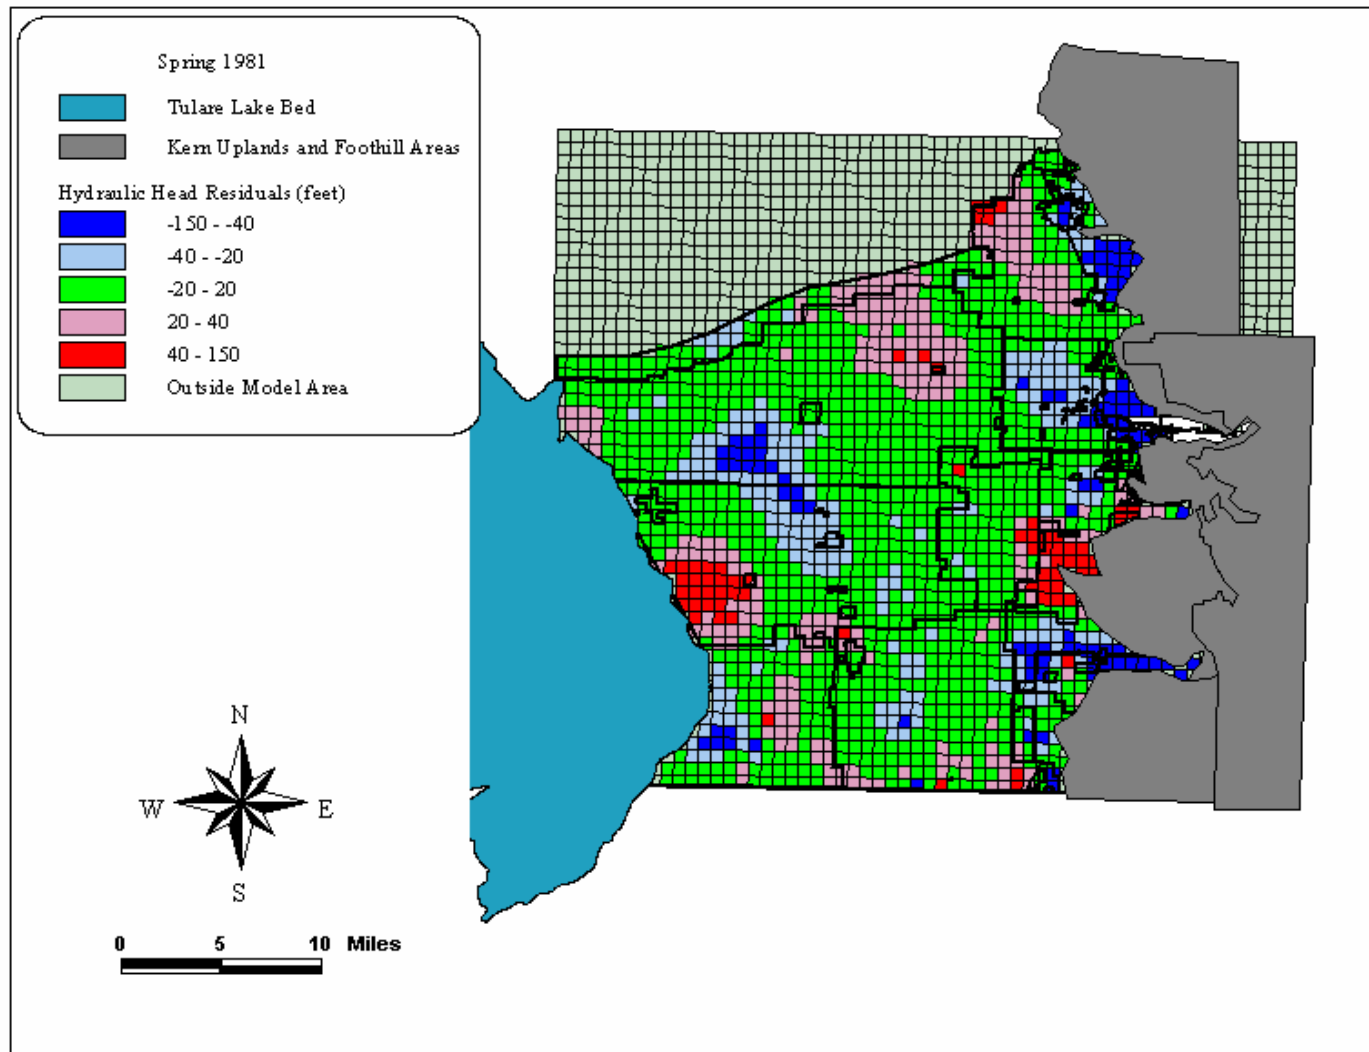 Spring 1981
Tulare Lake Bed
Kern Uplands and Foothill Areas
Hydraulic Head Residuals (feet)
-150 - -40
-40 - -20
-20 - 20
20 - 40
40 - 150
Outside Model Area
N
W E
S
0 5 10 Miles